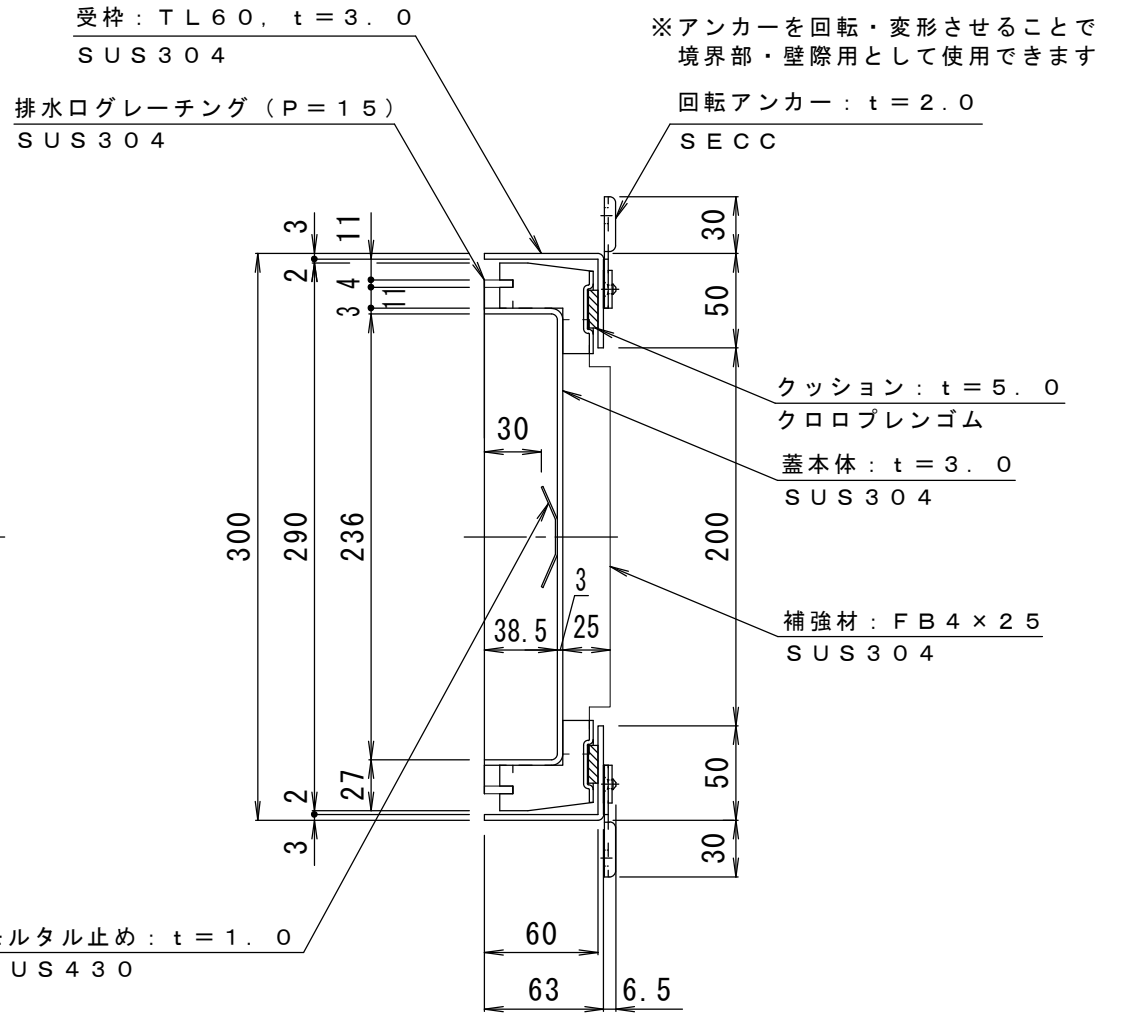 受枠：ＴＬ６０，ｔ＝３．０
ＳＵＳ３０４
※アンカーを回転・変形させることで
境界部・壁際用として使用できます
排水口グレーチング（Ｐ＝１５）
ＳＵＳ３０４
回転アンカー：ｔ＝２.０
ＳＥＣＣ
3
11
30
2
4
11
3
50
クッション：ｔ＝５．０
クロロプレンゴム
30
蓋本体：ｔ＝３．０
ＳＵＳ３０４
300
290
236
200
3
38.5
25
補強材：ＦＢ４×２５
ＳＵＳ３０４
2
27
50
3
30
モルタル止め：ｔ＝１．０
ＵＳ４３０
60
63
6.5